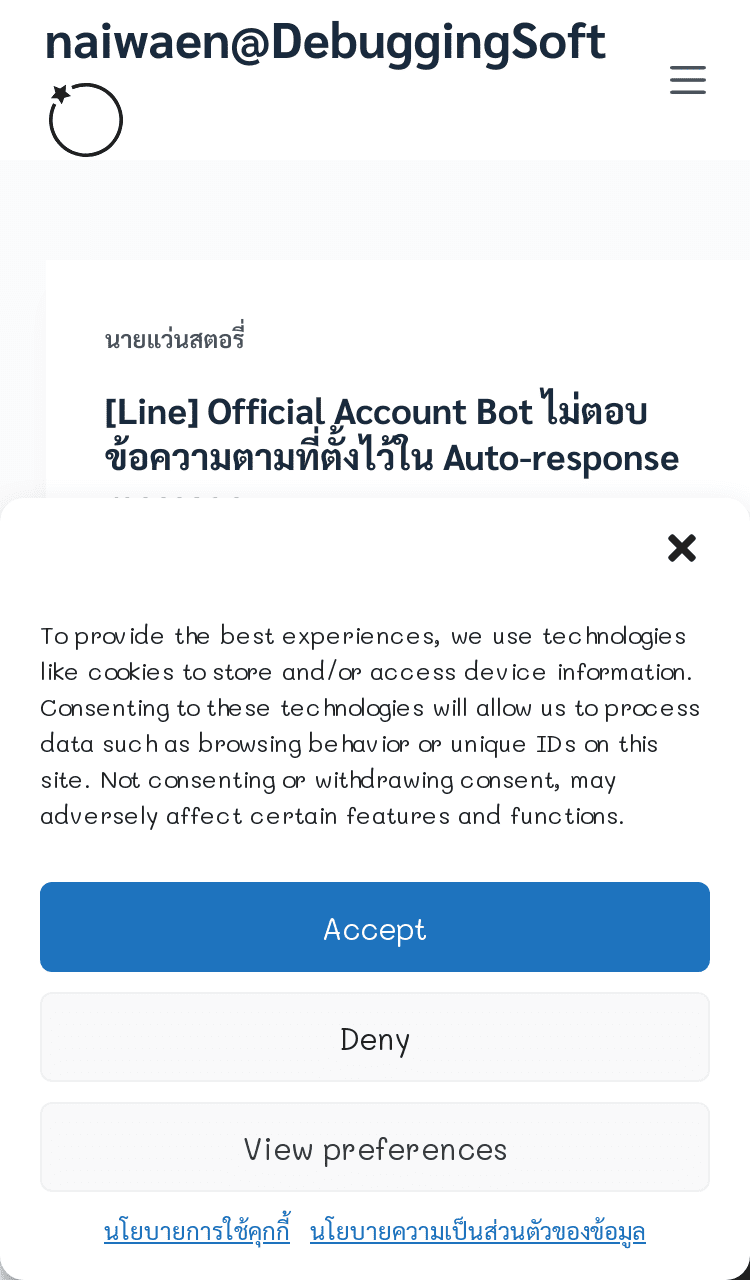 naiwaen@DebuggingSoft
นายแว่นสตอรี่
[Line] Official Account Bot ไม่ตอบ
ข้อความตามที่ตั้งไว้ใน Auto-response
To provide the best experiences, we use technologies
like cookies to store and/or access device information.
Consenting to these technologies will allow us to process
data such as browsing behavior or unique IDs on this
site. Not consenting or withdrawing consent, may
adversely affect certain features and functions.
Accept
Deny
View preferences
นโยบายการใช้คุกกี้ นโยบายความเป็นส่วนตัวของข้อมูล